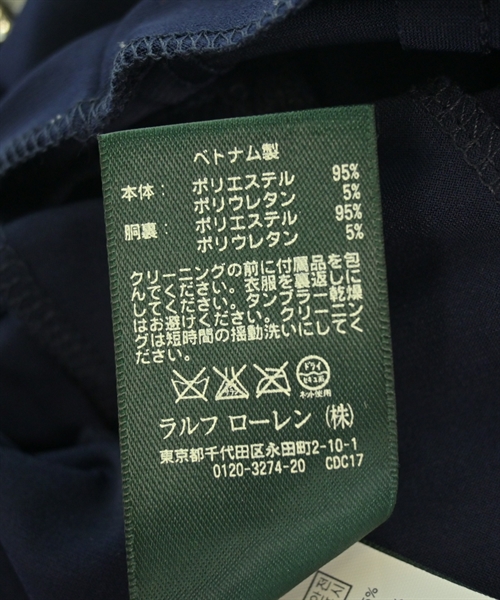 ベトナム製
本体: ポリエステル 95%
ポリウレタン 5%
胴裏: ポリエステル 95%
ポリウレタン 5%
クリーニングの前に付属品を包
んでください。衣服を裏返しに
してください。タンブラー乾燥
はお避けください。クリーニン
グは短時間の揺動洗いにしてく
ださい。
ドライ
セキユ系
ネット使用
ラルフ ローレン (株)
東京都千代田区永田町2-10-1
0120-3274-20 CDC17